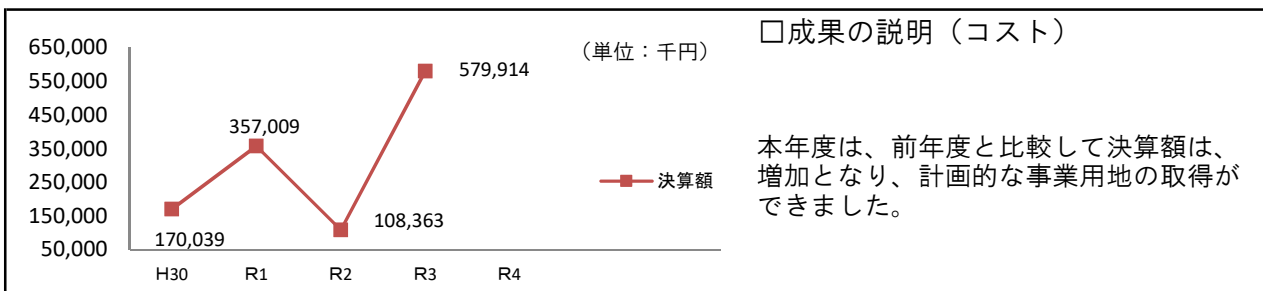 650,000
550,000
450,000
350,000
250,000
150,000
50,000
（単位：千円）
579,914
357,009
108,363
170,039
決算額
H30 R1 R2 R3 R4
□成果の説明（コスト）
本年度は、前年度と比較して決算額は、
増加となり、計画的な事業用地の取得が
できました。